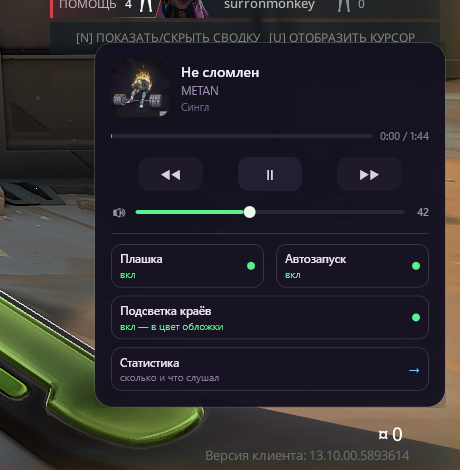 ПОМОЩЬ 4 surronmonkey 0
[N] ПОКАЗАТЬ/СКРЫТЬ СВОДКУ [U] ОТОБРАЗИТЬ КУРСОР
Не сломлен
METAN
Сингл
0:00 / 1:44
42
Плашка
вкл
Автозапуск
вкл
Подсветка краёв
вкл — в цвет обложки
Статистика
сколько и что слушал
→
¤ 0
Версия клиента: 13.10.00.5893614